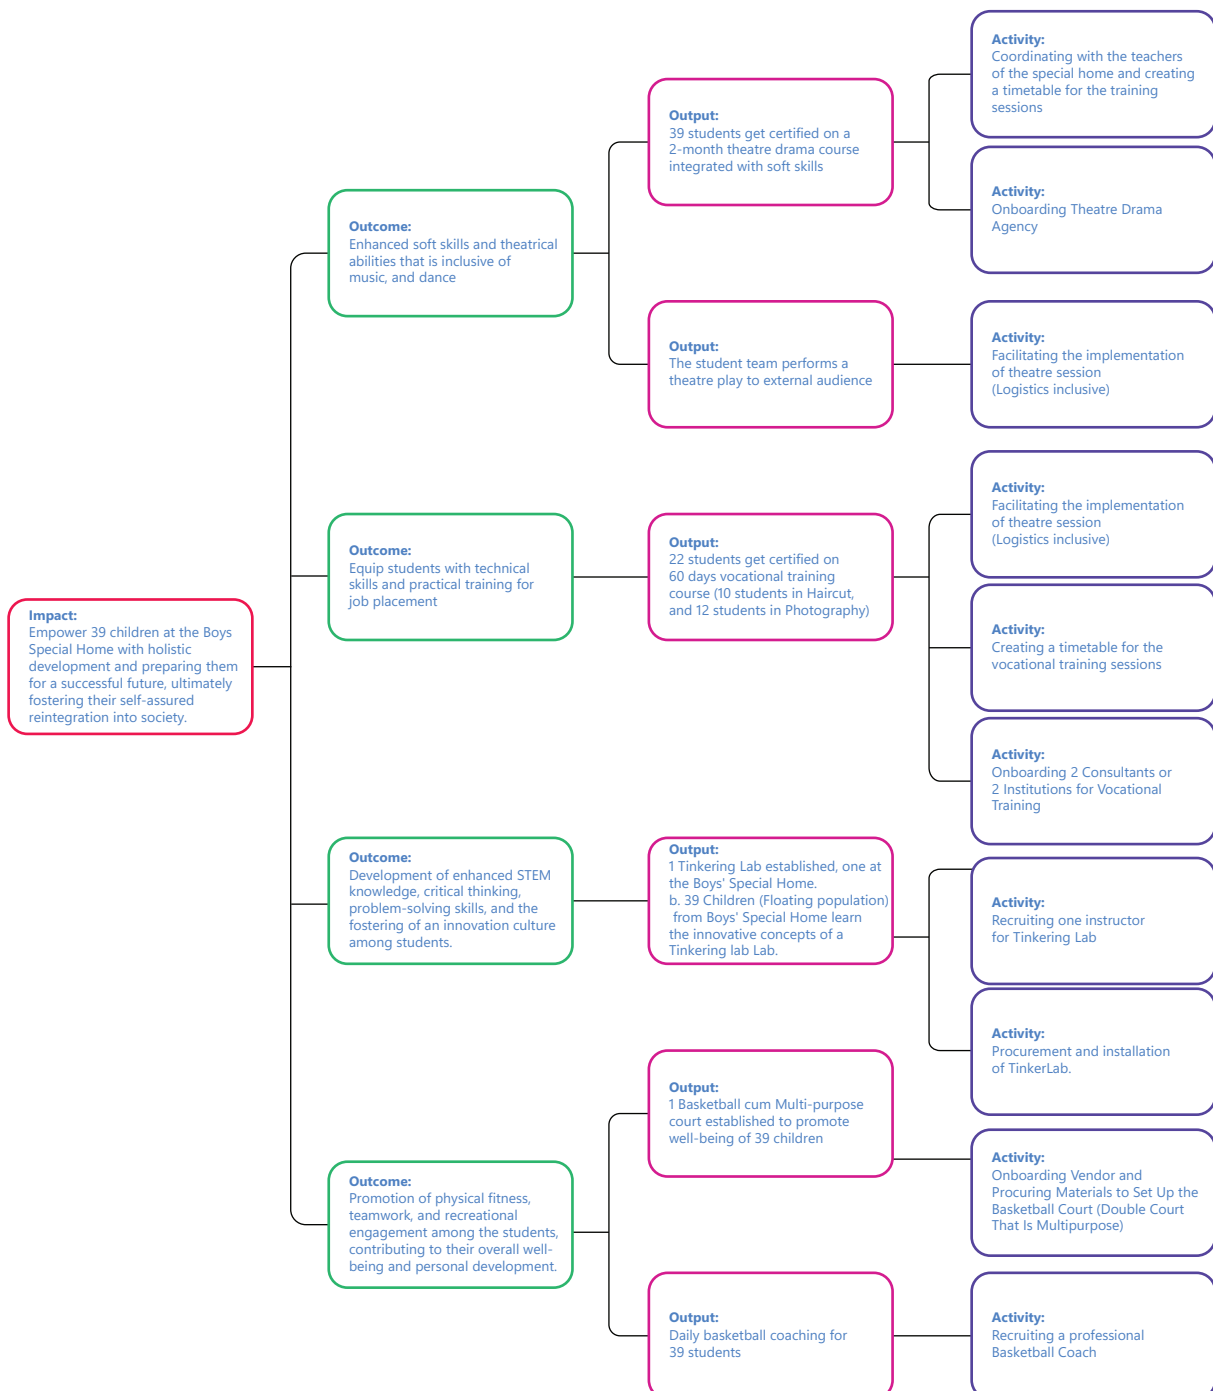 Impact:
Empower 39 children at the Boys
Special Home with holistic
development and preparing them
for a successful future, ultimately
fostering their self-assured
reintegration into society.
Outcome:
Enhanced soft skills and theatrical
abilities that is inclusive of
music, and dance
Output:
39 students get certified on a
2-month theatre drama course
integrated with soft skills
Activity:
Coordinating with the teachers
of the special home and creating
a timetable for the training
sessions
Activity:
Onboarding Theatre Drama
Agency
Output:
The student team performs a
theatre play to external audience
Activity:
Facilitating the implementation
of theatre session
(Logistics inclusive)
Outcome:
Equip students with technical
skills and practical training for
job placement
Output:
22 students get certified on
60 days vocational training
course (10 students in Haircut,
and 12 students in Photography)
Activity:
Facilitating the implementation
of theatre session
(Logistics inclusive)
Activity:
Creating a timetable for the
vocational training sessions
Activity:
Onboarding 2 Consultants or
2 Institutions for Vocational
Training
Outcome:
Development of enhanced STEM
knowledge, critical thinking,
problem-solving skills, and the
fostering of an innovation culture
among students.
Output:
1 Tinkering Lab established, one at
the Boys' Special Home.
b. 39 Children (Floating population)
from Boys' Special Home learn
the innovative concepts of a
Tinkering lab Lab.
Activity:
Recruiting one instructor
for Tinkering Lab
Activity:
Procurement and installation
of TinkerLab.
Outcome:
Promotion of physical fitness,
teamwork, and recreational
engagement among the students,
contributing to their overall well-
being and personal development.
Output:
1 Basketball cum Multi-purpose
court established to promote
well-being of 39 children
Activity:
Onboarding Vendor and
Procuring Materials to Set Up the
Basketball Court (Double Court
That Is Multipurpose)
Output:
Daily basketball coaching for
39 students
Activity:
Recruiting a professional
Basketball Coach